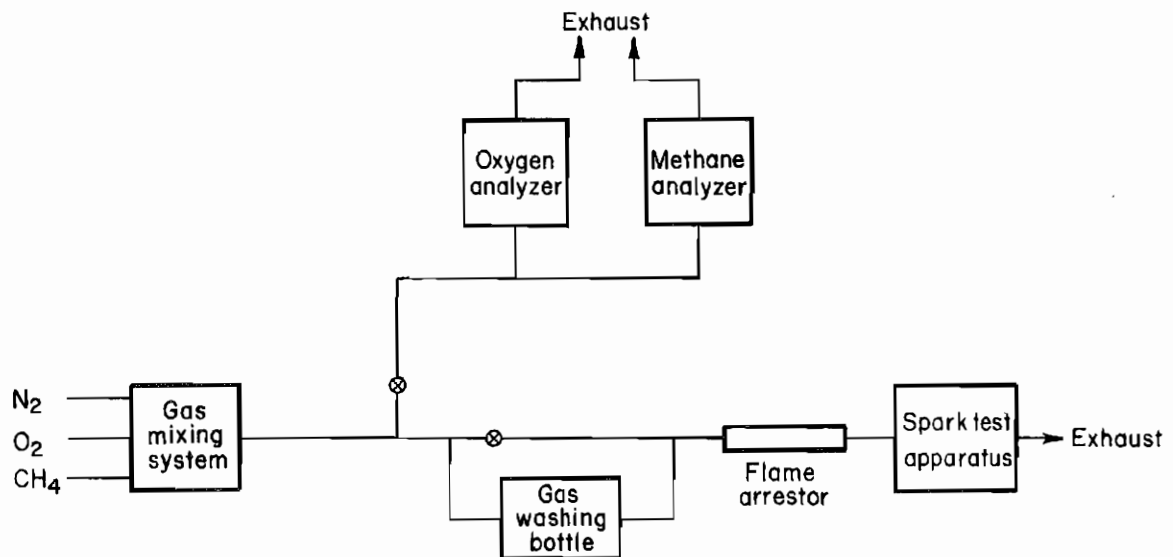 Exhaust
Oxygen
analyzer
Methane
analyzer
N2
O2
CH4
Gas
mixing
system
Gas
washing
bottle
Flame
arrestor
Spark test
apparatus
Exhaust